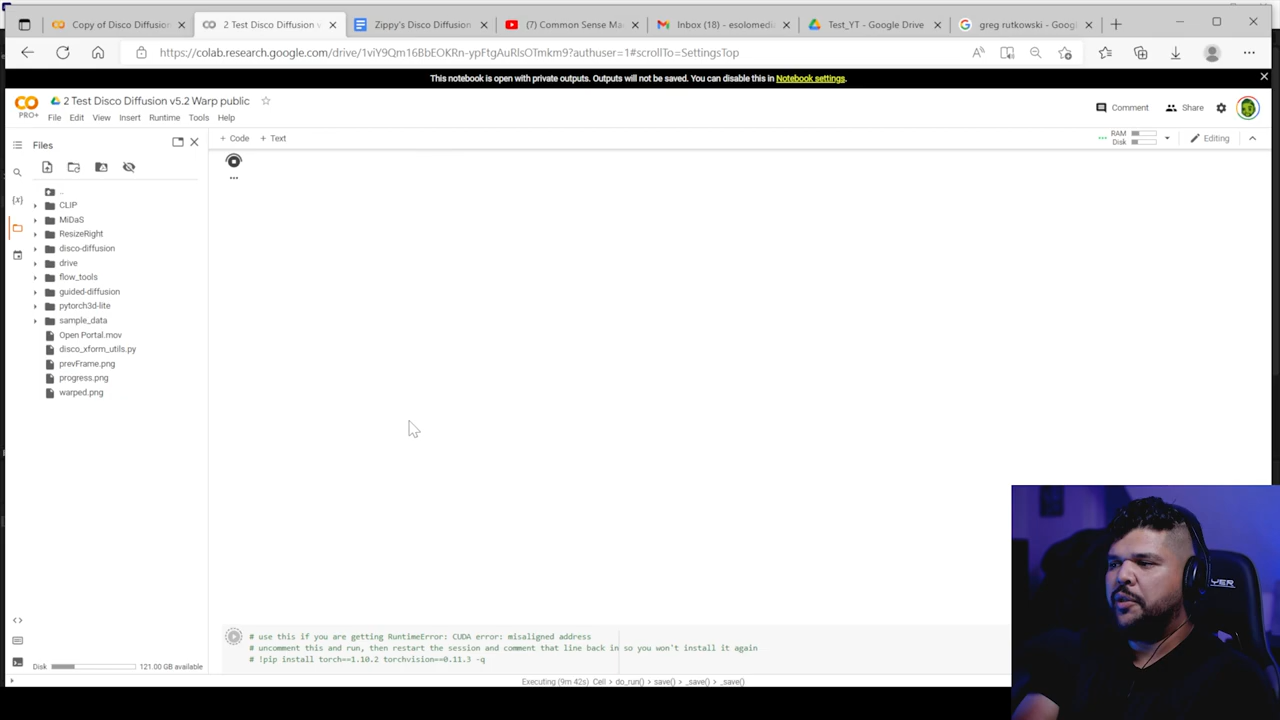 Copy of Disco Diffusion
2 Test Disco Diffusion v
Zippy's Disco Diffusion
(7) Common Sense Ma
Inbox (18) - esolomedi
Test_YT - Google Drive
greg rutkowski - Goog
https://colab.research.google.com/drive/1viY9Qm16BbEOKRn-ypFtgAuRlsOTmkm9?authuser=1#scrollTo=SettingsTop
This notebook is open with private outputs. Outputs will not be saved. You can disable this in Notebook settings.
2 Test Disco Diffusion v5.2 Warp public
PRO+
File Edit View Insert Runtime Tools Help
Comment
Share
Files
+ Code + Text
RAM
Disk
Editing
{x}
..
CLIP
MiDaS
ResizeRight
disco-diffusion
drive
flow_tools
guided-diffusion
pytorch3d-lite
sample_data
Open Portal.mov
disco_xform_utils.py
prevFrame.png
progress.png
warped.png
# use this if you are getting RuntimeError: CUDA error: misaligned address
# uncomment this and run, then restart the session and comment that line back in so you won't install it again
# !pip install torch==1.10.2 torchvision==0.11.3 -q
Disk
121.00 GB available
Executing (9m 42s) Cell > do_run() > save() > _save() > _save()